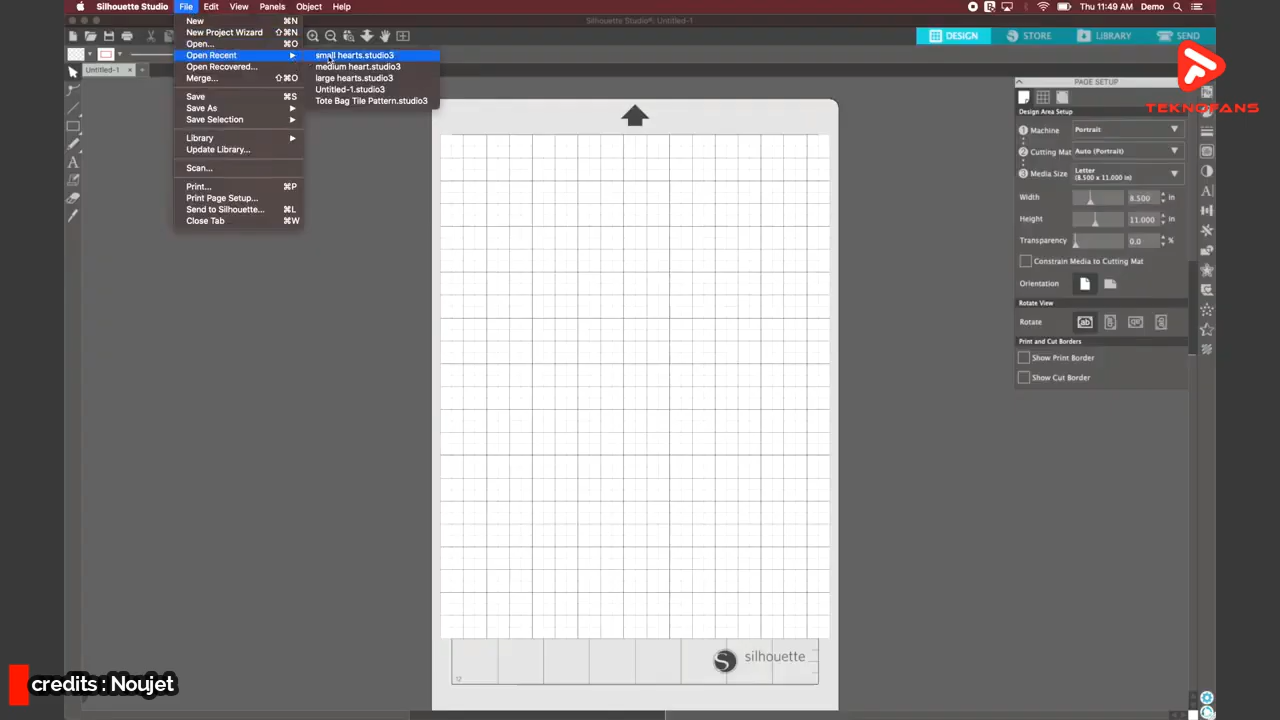 Silhouette Studio File Edit View Panels Object Help
Thu 11:49 AM Demo
Silhouette Studio®: Untitled-1
New ⌘N
New Project Wizard ⇧⌘N
Open... ⌘O
Open Recent
Open Recovered...
Merge... ⇧⌘O
Save ⌘S
Save As
Save Selection
Library
Update Library...
Scan...
Print... ⌘P
Print Page Setup...
Send to Silhouette... ⌘L
Close Tab ⌘W
small hearts.studio3
medium heart.studio3
large hearts.studio3
Untitled-1.studio3
Tote Bag Tile Pattern.studio3
DESIGN STORE LIBRARY SEND
Untitled-1
PAGE SETUP
TEKNOFANS
Design Area Setup
1 Machine Portrait
2 Cutting Mat Auto (Portrait)
3 Media Size Letter
(8.500 x 11.000 in)
Width 8.500 in
Height 11.000 in
Transparency 0.0 %
Constrain Media to Cutting Mat
Orientation
Rotate View
Rotate
Print and Cut Borders
Show Print Border
Show Cut Border
silhouette
credits : Noujet